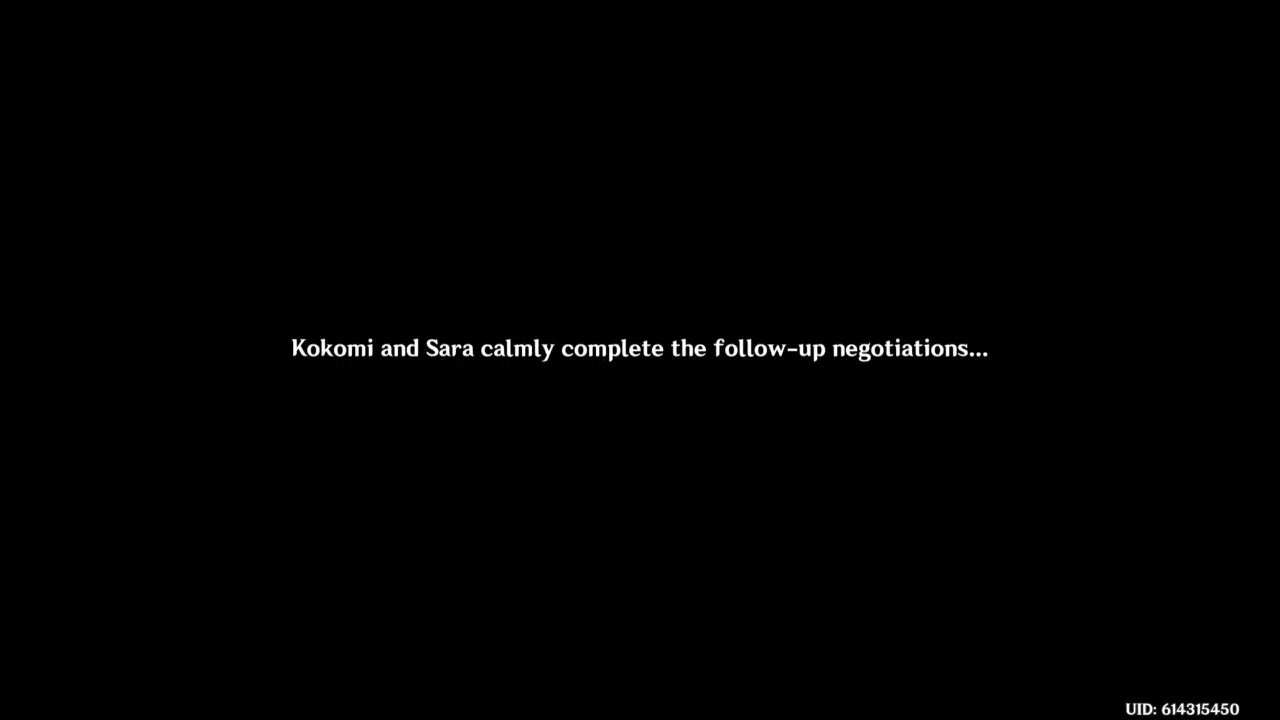 Kokomi and Sara calmly complete the follow-up negotiations...
UID: 614315450